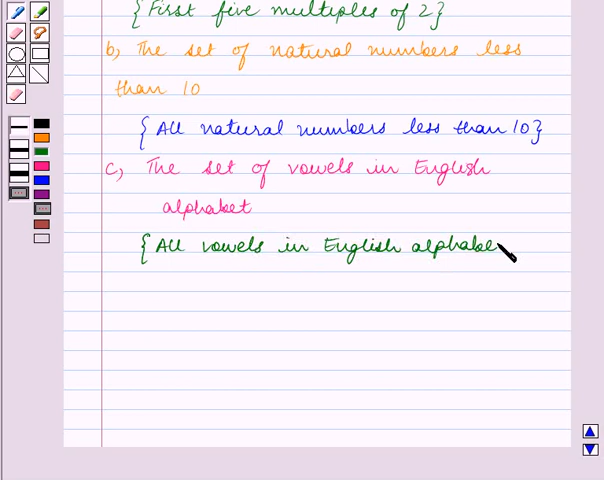 {First five multiples of 2}
b, The set of natural numbers less
than 10
{All natural numbers less than 10}
c, The set of vowels in English
alphabet
{All vowels in English alphabe